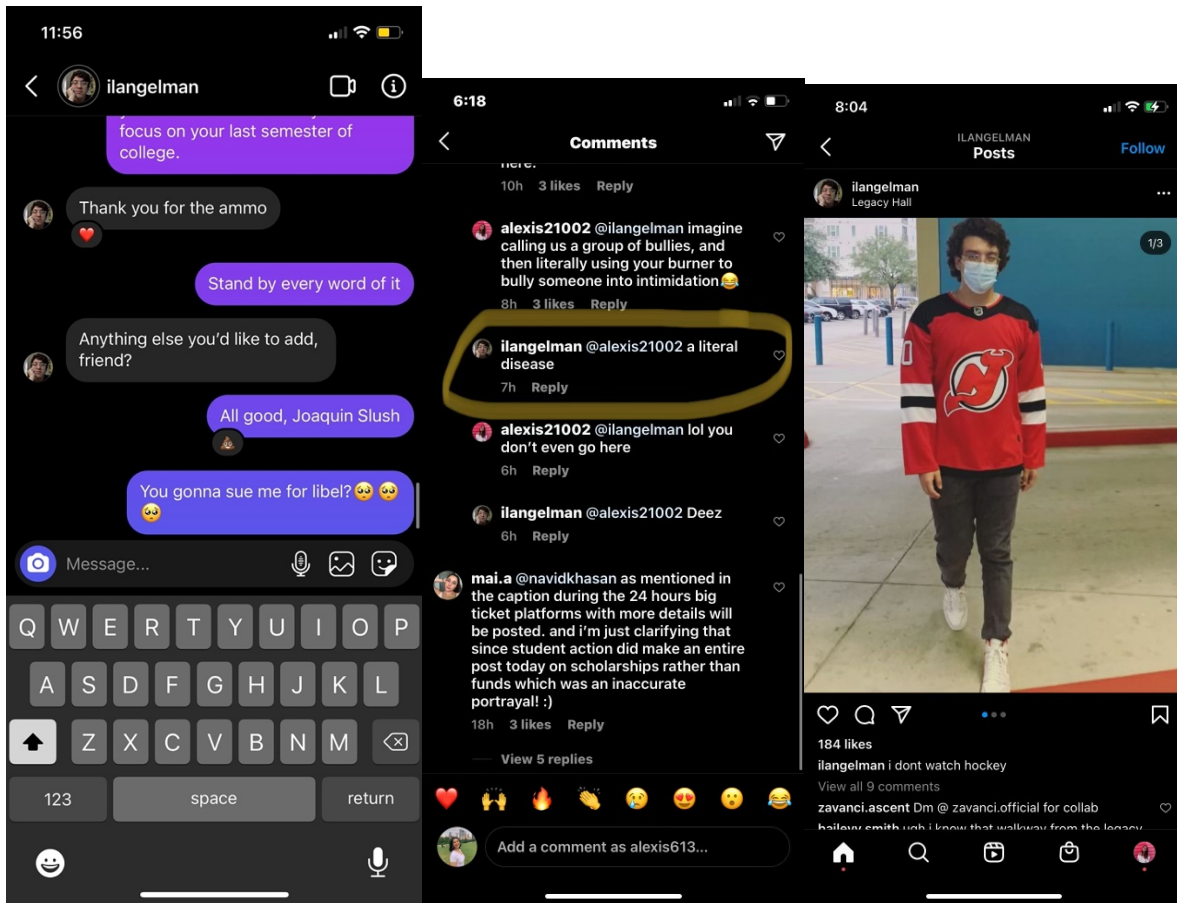 11:56
ilangelman
focus on your last semester of
college.
Thank you for the ammo
❤️
Stand by every word of it
Anything else you’d like to add,
friend?
All good, Joaquin Slush
💩
You gonna sue me for libel?🥺 🥺
🥺
Message...
Q W E R T Y U I O P
A S D F G H J K L
Z X C V B N M
123 space return
6:18
Comments
here.
10h 3 likes Reply
alexis21002 @ilangelman imagine
calling us a group of bullies, and
then literally using your burner to
bully someone into intimidation😂
8h 3 likes Reply
ilangelman @alexis21002 a literal
disease
7h Reply
alexis21002 @ilangelman lol you
don’t even go here
6h Reply
ilangelman @alexis21002 Deez
6h Reply
mai.a @navidkhasan as mentioned in
the caption during the 24 hours big
ticket platforms with more details will
be posted. and i’m just clarifying that
since student action did make an entire
post today on scholarships rather than
funds which was an inaccurate
portrayal! :)
18h 3 likes Reply
View 5 replies
❤️ 🙌 🔥 👏 😢 😍 😮 😂
Add a comment as alexis613...
8:04
ILANGELMAN
Posts
Follow
ilangelman
Legacy Hall
1/3
184 likes
ilangelman i dont watch hockey
View all 9 comments
zavanci.ascent Dm @ zavanci.official for collab
baileyy smith ugh i know that walkway from the legacy